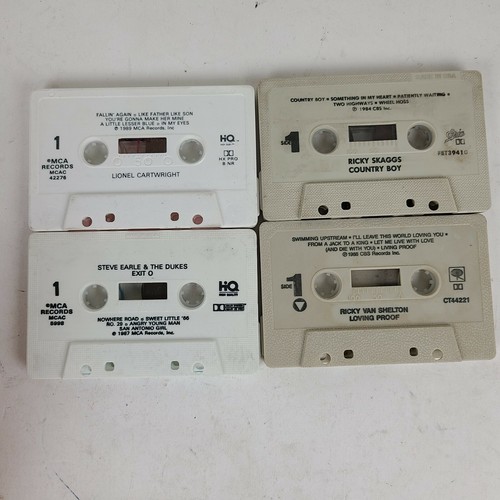 FALLIN' AGAIN □ LIKE FATHER LIKE SON
YOU'RE GONNA MAKE HER MINE
A LITTLE LESSER BLUE □ IN MY EYES
℗ 1989 MCA Records, Inc.
1
HQ
®MCA
RECORDS
MCAC
42276
HX PRO
B NR
LIONEL CARTWRIGHT
COUNTRY BOY • SOMETHING IN MY HEART • PATIENTLY WAITING •
TWO HIGHWAYS • WHEEL HOSS
℗ 1984 CBS Inc.
SIDE 1
Epic
RICKY SKAGGS
COUNTRY BOY
STEVE EARLE & THE DUKES
EXIT O
1
HQ
®MCA
RECORDS
MCAC
5998
NOWHERE ROAD □ SWEET LITTLE '66
NO. 29 □ ANGRY YOUNG MAN
SAN ANTONIO GIRL
℗ 1987 MCA Records, Inc.
SWIMMING UPSTREAM • I'LL LEAVE THIS WORLD LOVING YOU •
FROM A JACK TO A KING • LET ME LIVE WITH LOVE
(AND DIE WITH YOU) • LIVING PROOF
℗ 1988 CBS Records Inc.
SIDE 1
CT44221
RICKY VAN SHELTON
LOVING PROOF